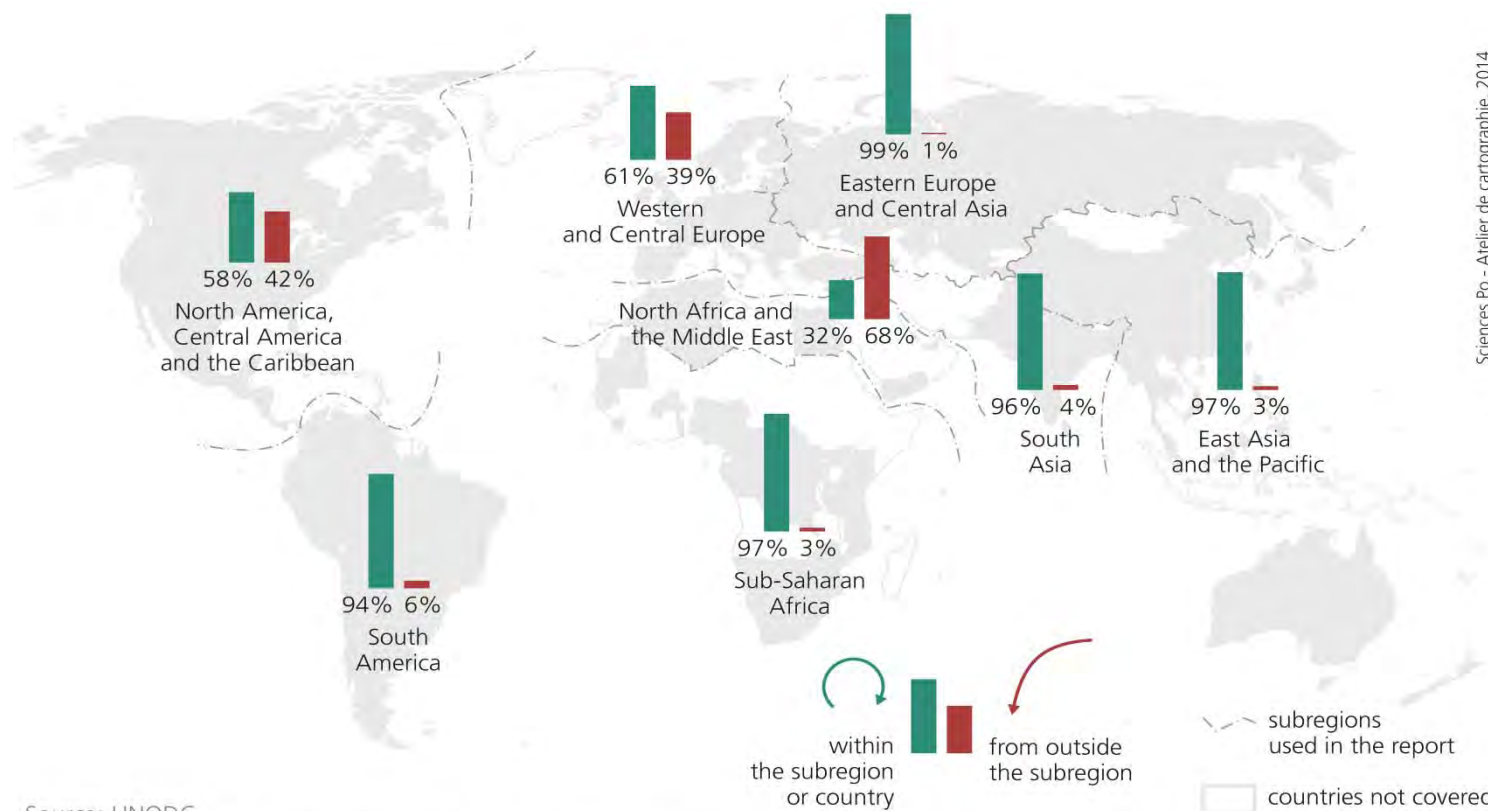 Sciences Po - Atelier de cartographie, 2014
99% 1%
Eastern Europe
and Central Asia
61% 39%
Western
and Central Europe
58% 42%
North America,
Central America
and the Caribbean
North Africa and
the Middle East
32% 68%
96% 4%
South
Asia
97% 3%
East Asia
and the Pacific
97% 3%
Sub-Saharan
Africa
94% 6%
South
America
within
the subregion
or country
from outside
the subregion
subregions
used in the report
countries not covered
Source: UNODC